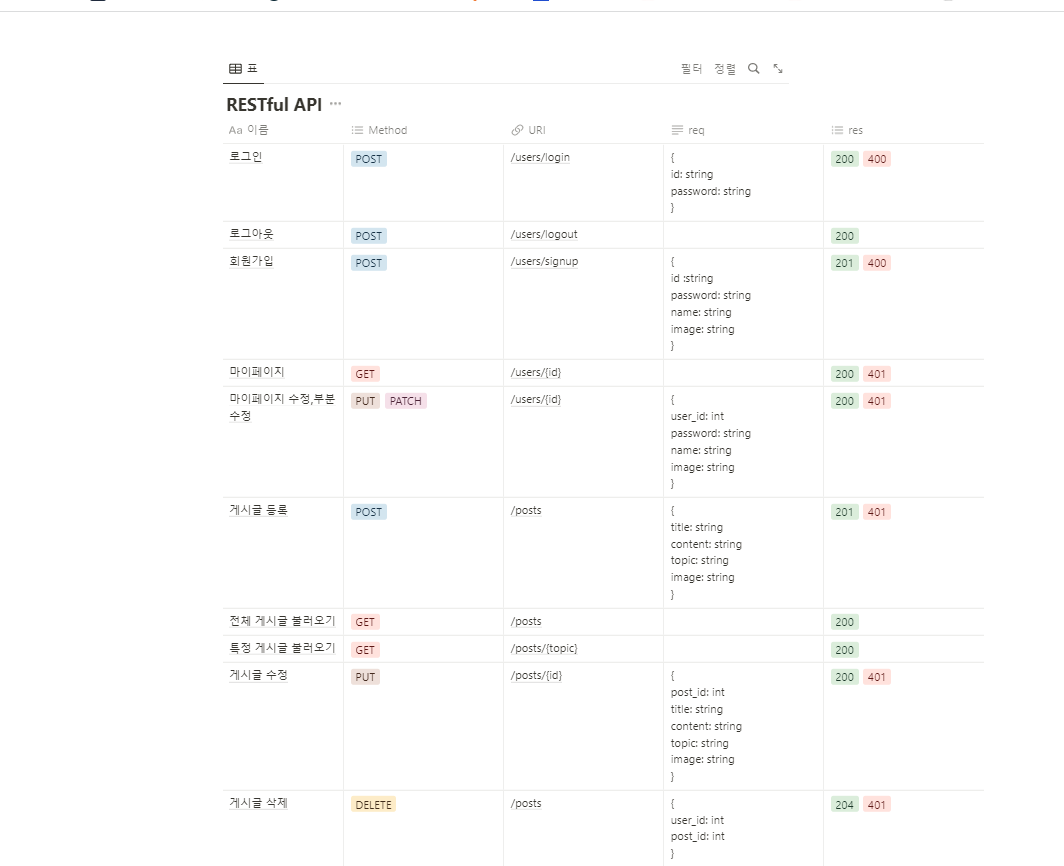 표
필터 정렬
RESTful API ···
Aa 이름 Method URI req res
로그인 POST /users/login { 200 400
id: string
password: string
}
로그아웃 POST /users/logout 200
회원가입 POST /users/signup { 201 400
id :string
password: string
name: string
image: string
}
마이페이지 GET /users/{id} 200 401
마이페이지 수정,부분 PUT PATCH /users/{id} { 200 401
수정 user_id: int
password: string
name: string
image: string
}
게시글 등록 POST /posts { 201 401
title: string
content: string
topic: string
image: string
}
전체 게시글 불러오기 GET /posts 200
특정 게시글 불러오기 GET /posts/{topic} 200
게시글 수정 PUT /posts/{id} { 200 401
post_id: int
title: string
content: string
topic: string
image: string
}
게시글 삭제 DELETE /posts { 204 401
user_id: int
post_id: int
}